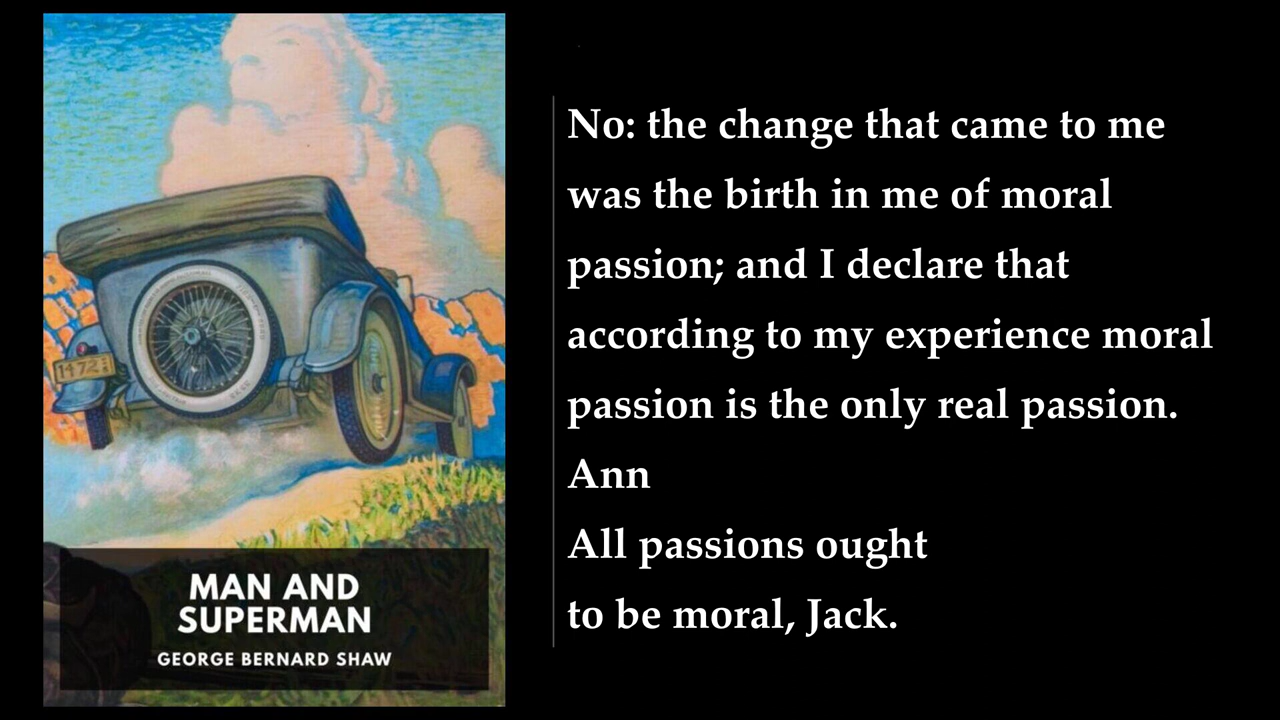 1472
MAN AND
SUPERMAN
GEORGE BERNARD SHAW
No: the change that came to me
was the birth in me of moral
passion; and I declare that
according to my experience moral
passion is the only real passion.
Ann
All passions ought
to be moral, Jack.